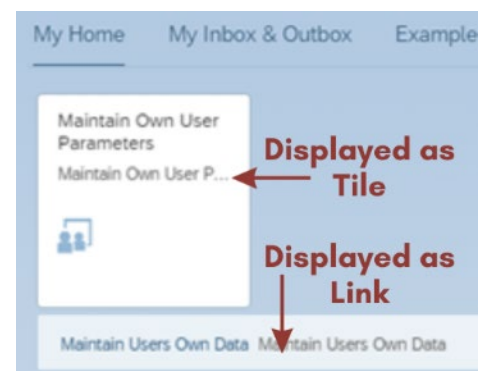 My Home My Inbox & Outbox Example
Maintain Own User
Parameters
Maintain Own User P...
Displayed as
Tile
Displayed as
Link
Maintain Users Own Data Maintain Users Own Data